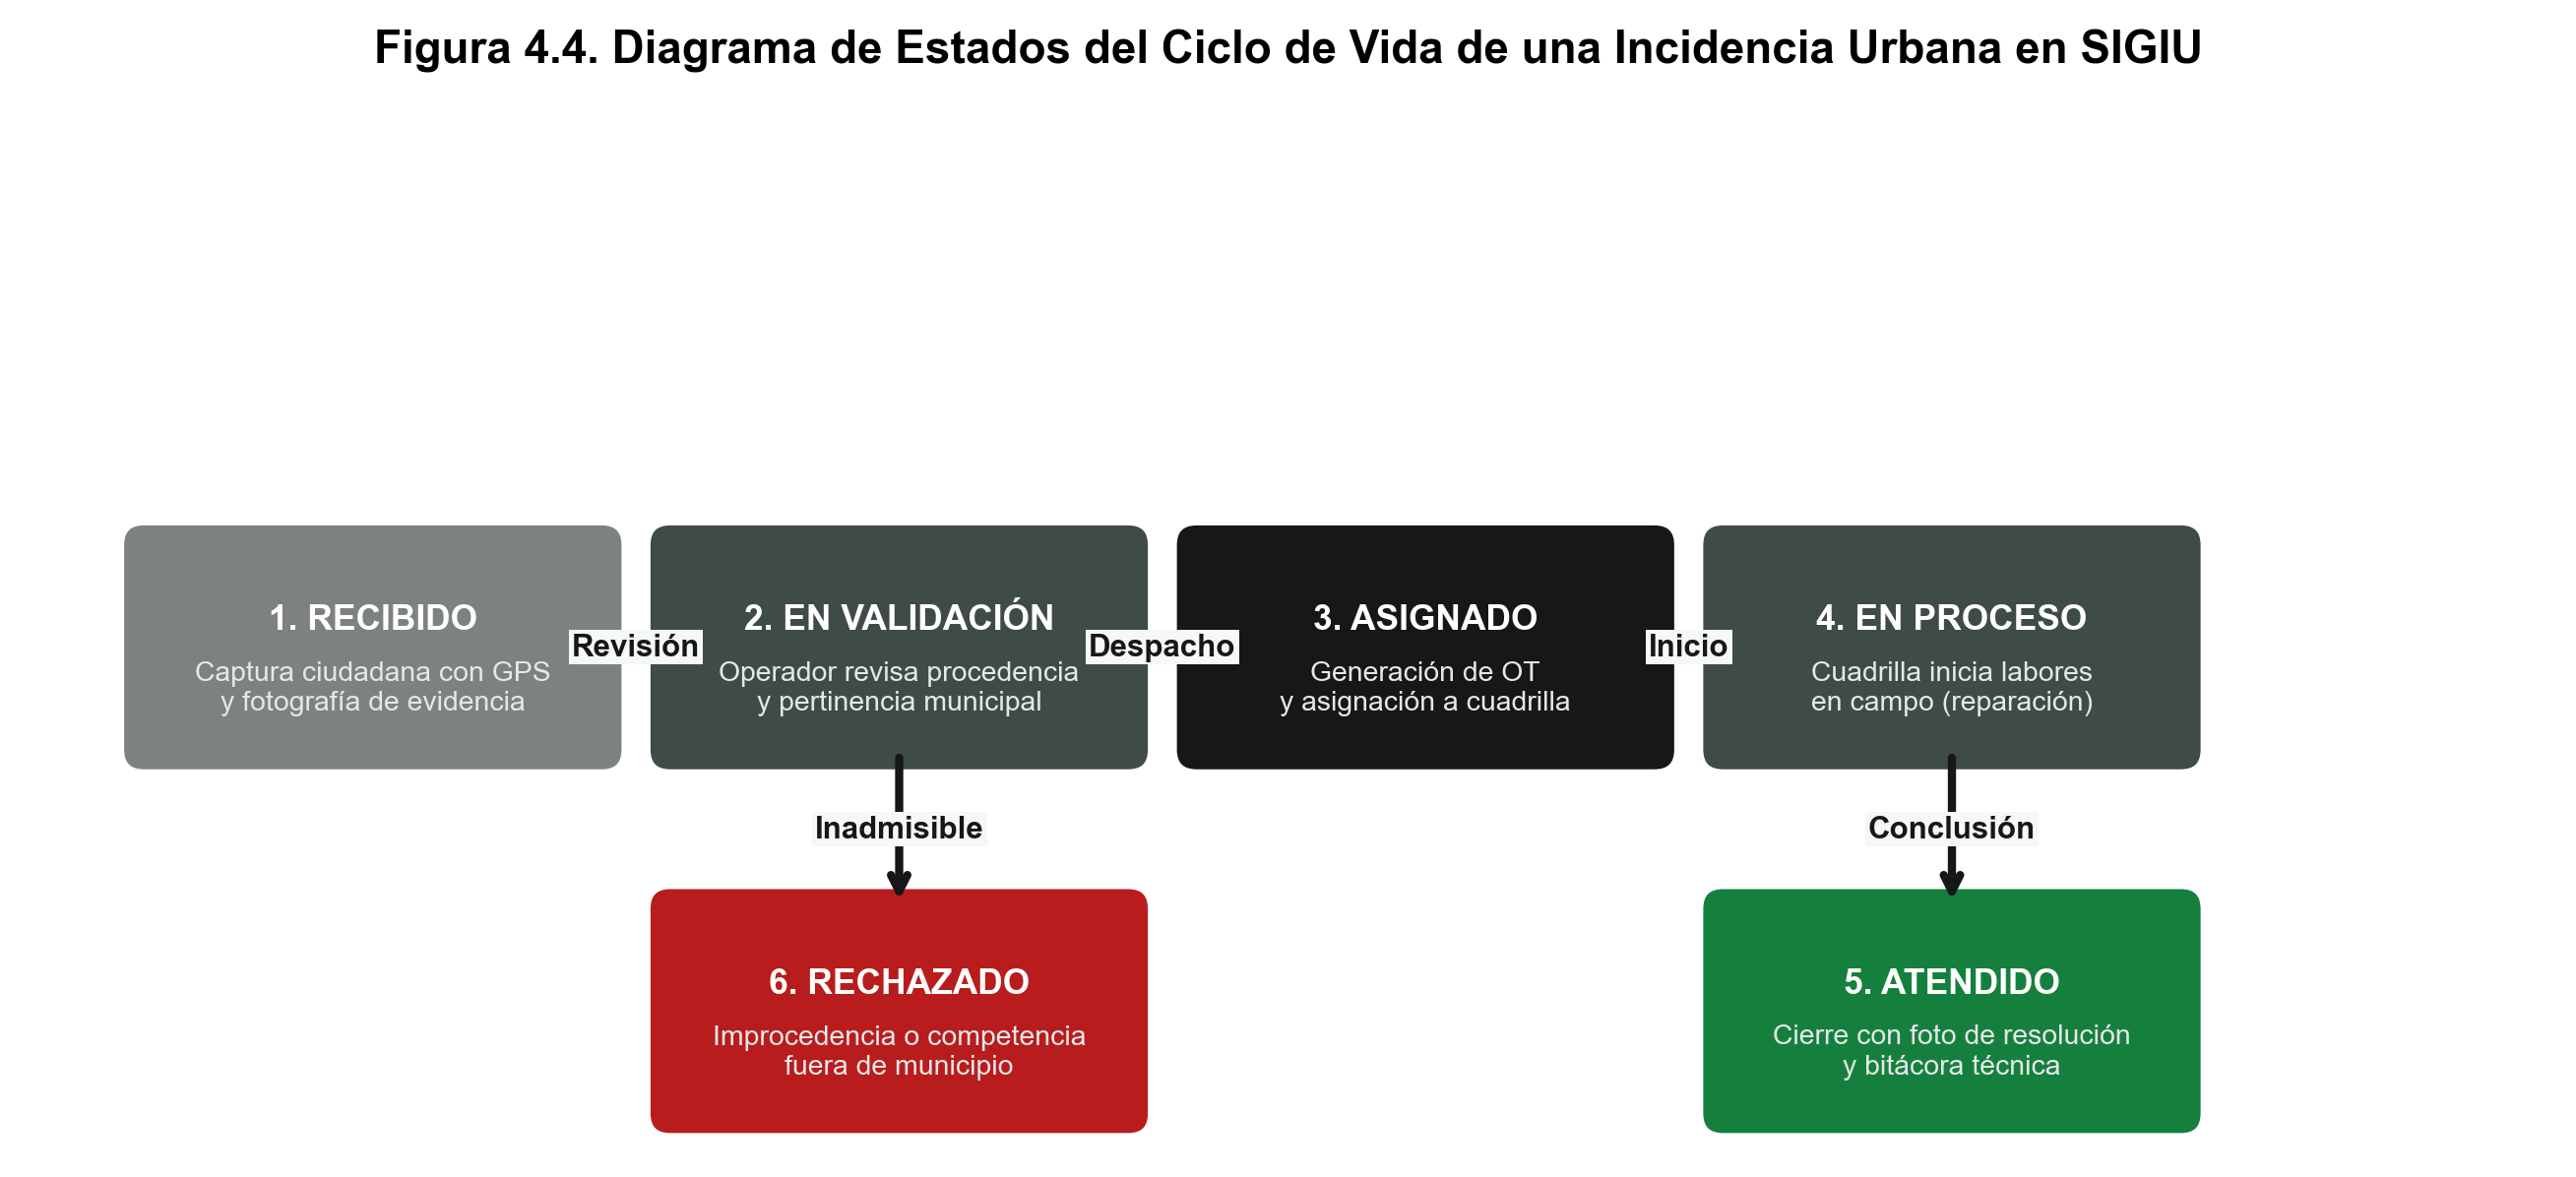 Figura 4.4. Diagrama de Estados del Ciclo de Vida de una Incidencia Urbana en SIGIU
1. RECIBIDO
Captura ciudadana con GPS
y fotografía de evidencia
Revisión
2. EN VALIDACIÓN
Operador revisa procedencia
y pertinencia municipal
Despacho
3. ASIGNADO
Generación de OT
y asignación a cuadrilla
Inicio
4. EN PROCESO
Cuadrilla inicia labores
en campo (reparación)
Inadmisible
Conclusión
6. RECHAZADO
Improcedencia o competencia
fuera de municipio
5. ATENDIDO
Cierre con foto de resolución
y bitácora técnica